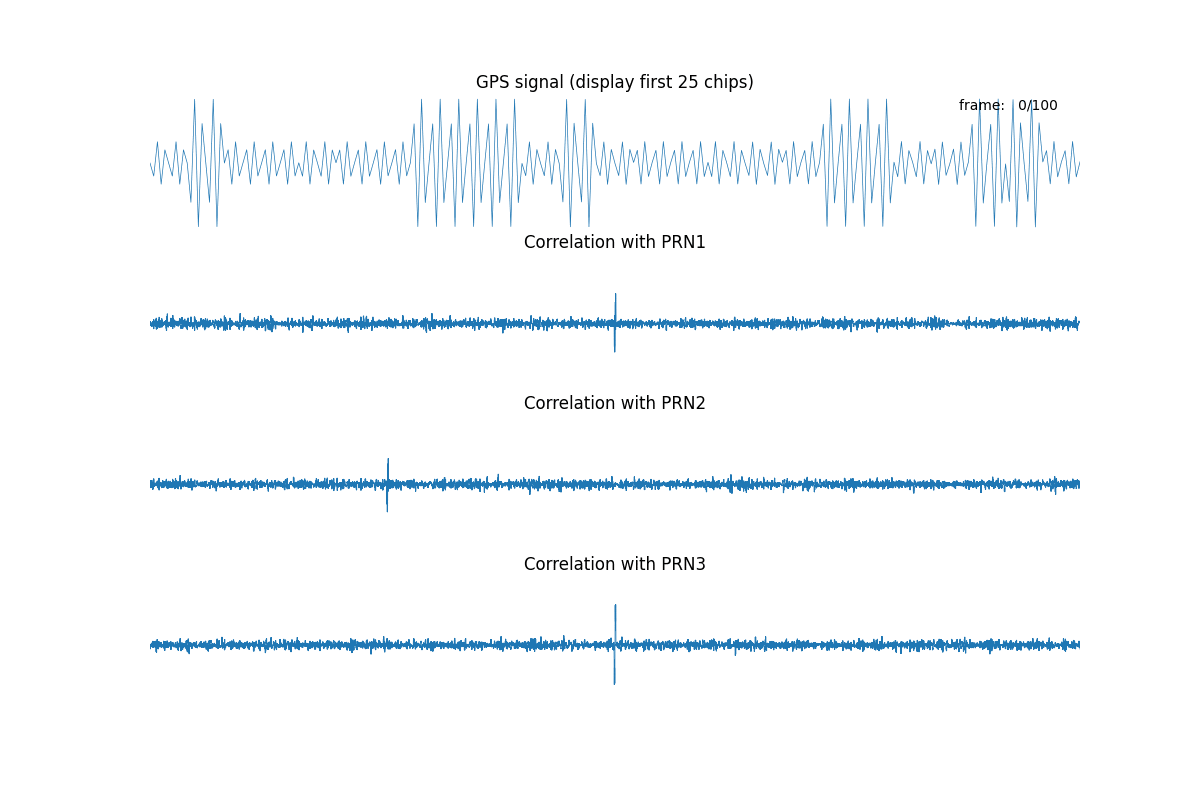 GPS signal (display first 25 chips)
frame:   0/100
Correlation with PRN1
Correlation with PRN2
Correlation with PRN3